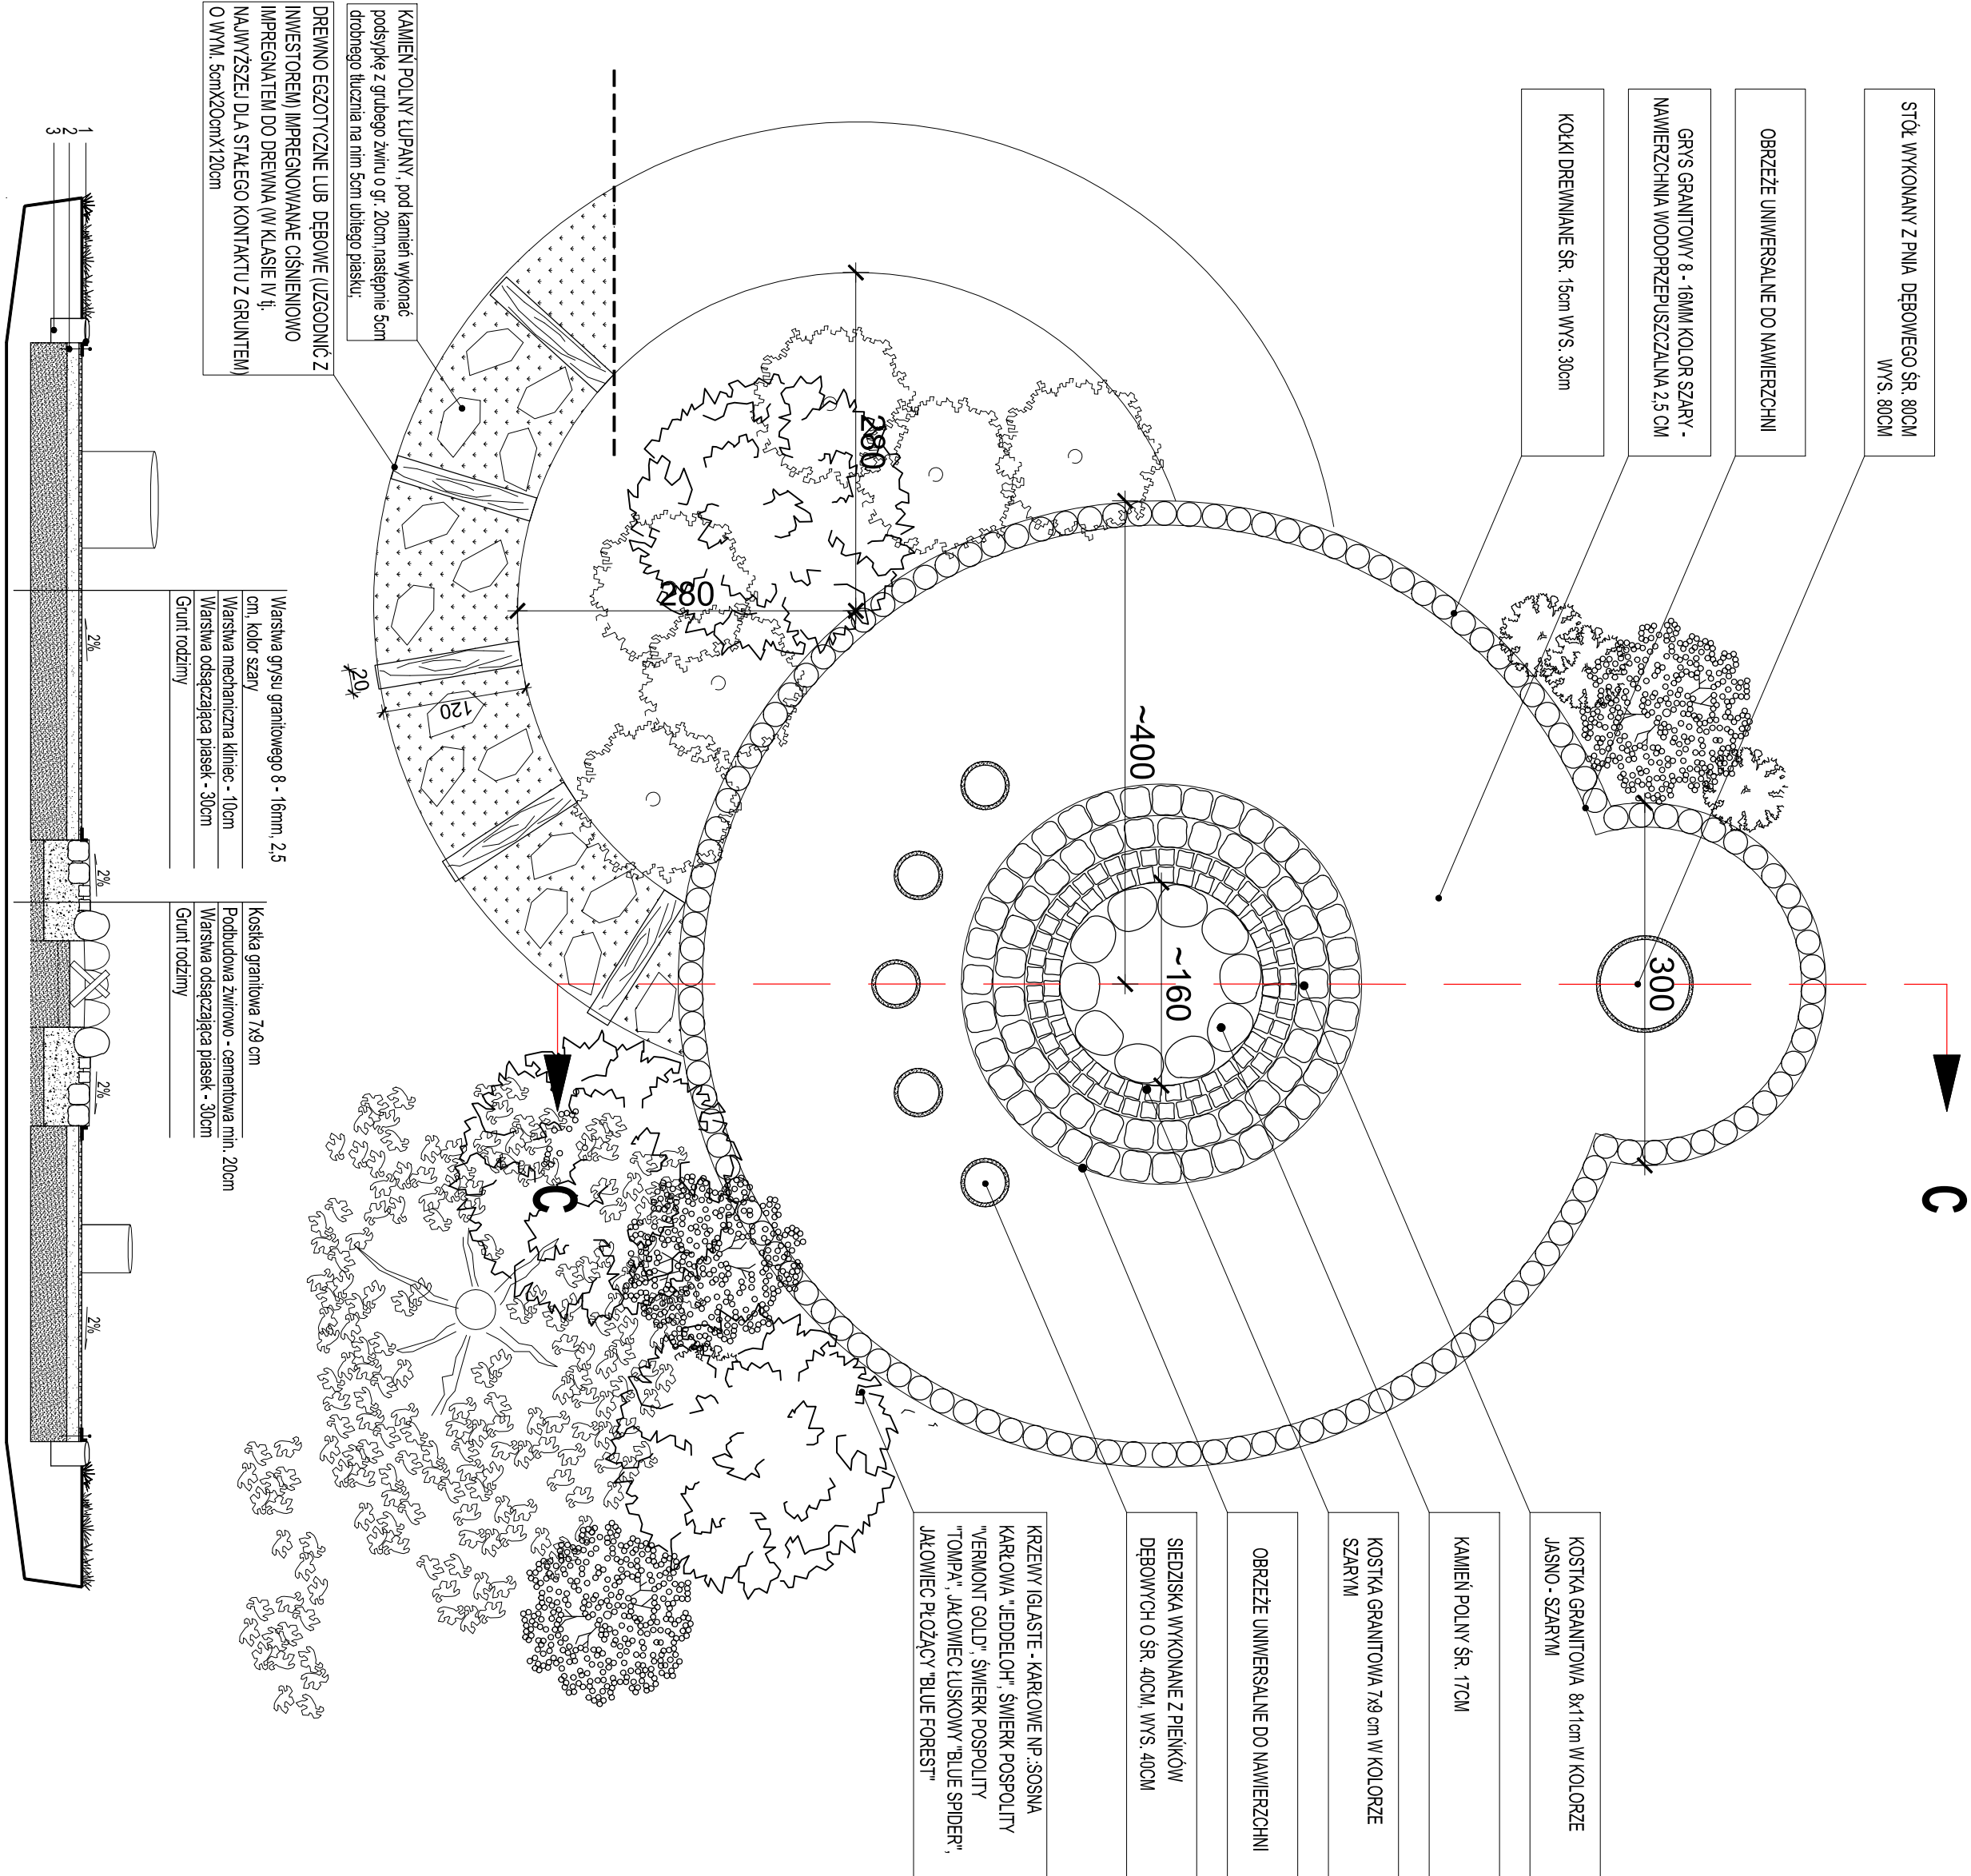 STÓŁ WYKONANY Z PNIA DĘBOWEGO ŚR. 80CM
WYS. 80CM
OBRZEŻE UNIWERSALNE DO NAWIERZCHNI
GRYS GRANITOWY 8 - 16MM KOLOR SZARY -
NAWIERZCHNIA WODOPRZEPUSZCZALNA 2,5 CM
KOŁKI DREWNIANE ŚR. 15cm WYS. 30cm
KAMIEŃ POLNY ŁUPANY, pod kamień wykonać
podsypkę z grubego żwiru o gr. 20cm,następnie 5cm
drobnego tłucznia na nim 5cm ubitego piasku;
DREWNO EGZOTYCZNE LUB DĘBOWE (UZGODNIĆ Z
INWESTOREM) IMPREGNOWANAE CIŚNIENIOWO
IMPREGNATEM DO DREWNA (W KLASIE IV tj.
NAJWYŻSZEJ DLA STAŁEGO KONTAKTU Z GRUNTEM)
O WYM. 5cmX20cmX120cm
C
300
~400
~160
280
280
120
20
C
KOSTKA GRANITOWA 8x11cm W KOLORZE
JASNO - SZARYM
KAMIEŃ POLNY ŚR. 17CM
KOSTKA GRANITOWA 7x9 cm W KOLORZE
SZARYM
OBRZEŻE UNIWERSALNE DO NAWIERZCHNI
SIEDZISKA WYKONANE Z PIEŃKÓW
DĘBOWYCH O ŚR. 40CM, WYS. 40CM
KRZEWY IGLASTE - KARŁOWE NP.:SOSNA
KARŁOWA "JEDDELOH", ŚWIERK POSPOLITY
"VERMONT GOLD", ŚWIERK POSPOLITY
"TOMPA", JAŁOWIEC ŁUSKOWY "BLUE SPIDER",
JAŁOWIEC PŁOŻĄCY "BLUE FOREST"
Warstwa grysu granitowego 8 - 16mm, 2,5
cm, kolor szary
Warstwa mechaniczna kliniec - 10cm
Warstwa odsączająca piasek - 30cm
Grunt rodzimy
Kostka granitowa 7x9 cm
Podbudowa żwirowo - cementowa min. 20cm
Warstwa odsączająca piasek - 30cm
Grunt rodzimy
1
2
3
2%
2%
2%
2%